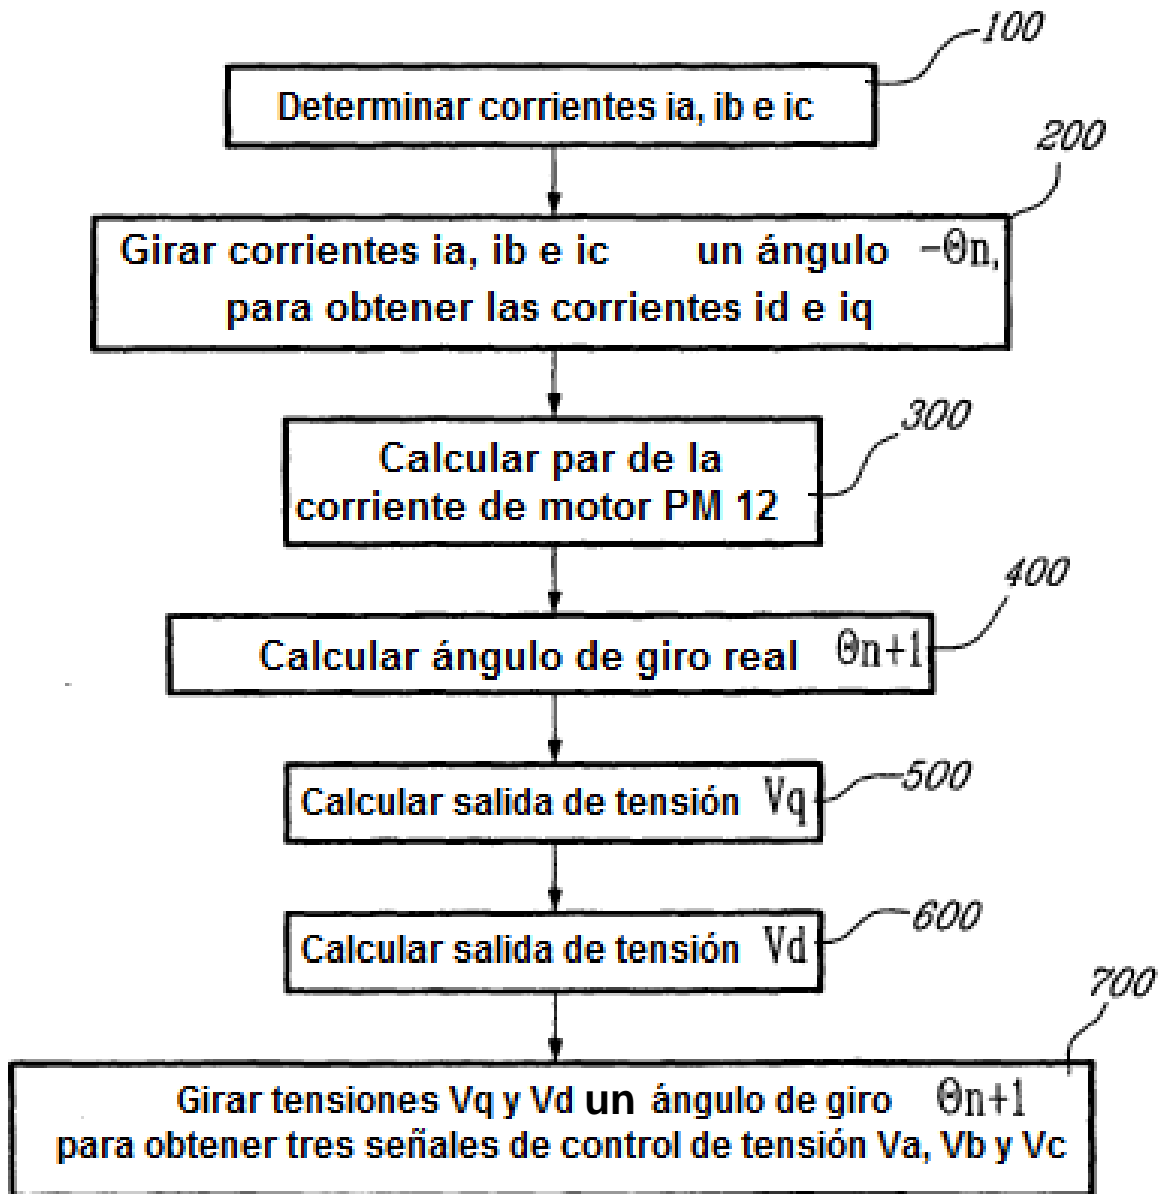 100
Determinar corrientes ia, ib e ic
200
Girar corrientes ia, ib e ic un ángulo -Θn,
para obtener las corrientes id e iq
300
Calcular par de la
corriente de motor PM 12
400
Calcular ángulo de giro real Θn+1
500
Calcular salida de tensión Vq
600
Calcular salida de tensión Vd
700
Girar tensiones Vq y Vd un ángulo de giro Θn+1
para obtener tres señales de control de tensión Va, Vb y Vc